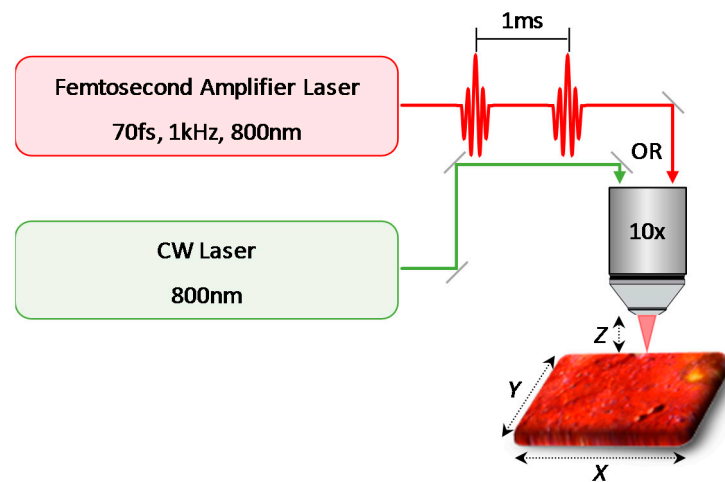 1ms
Femtosecond Amplifier Laser
70fs, 1kHz, 800nm
OR
CW Laser
800nm
10x
Z
Y
X